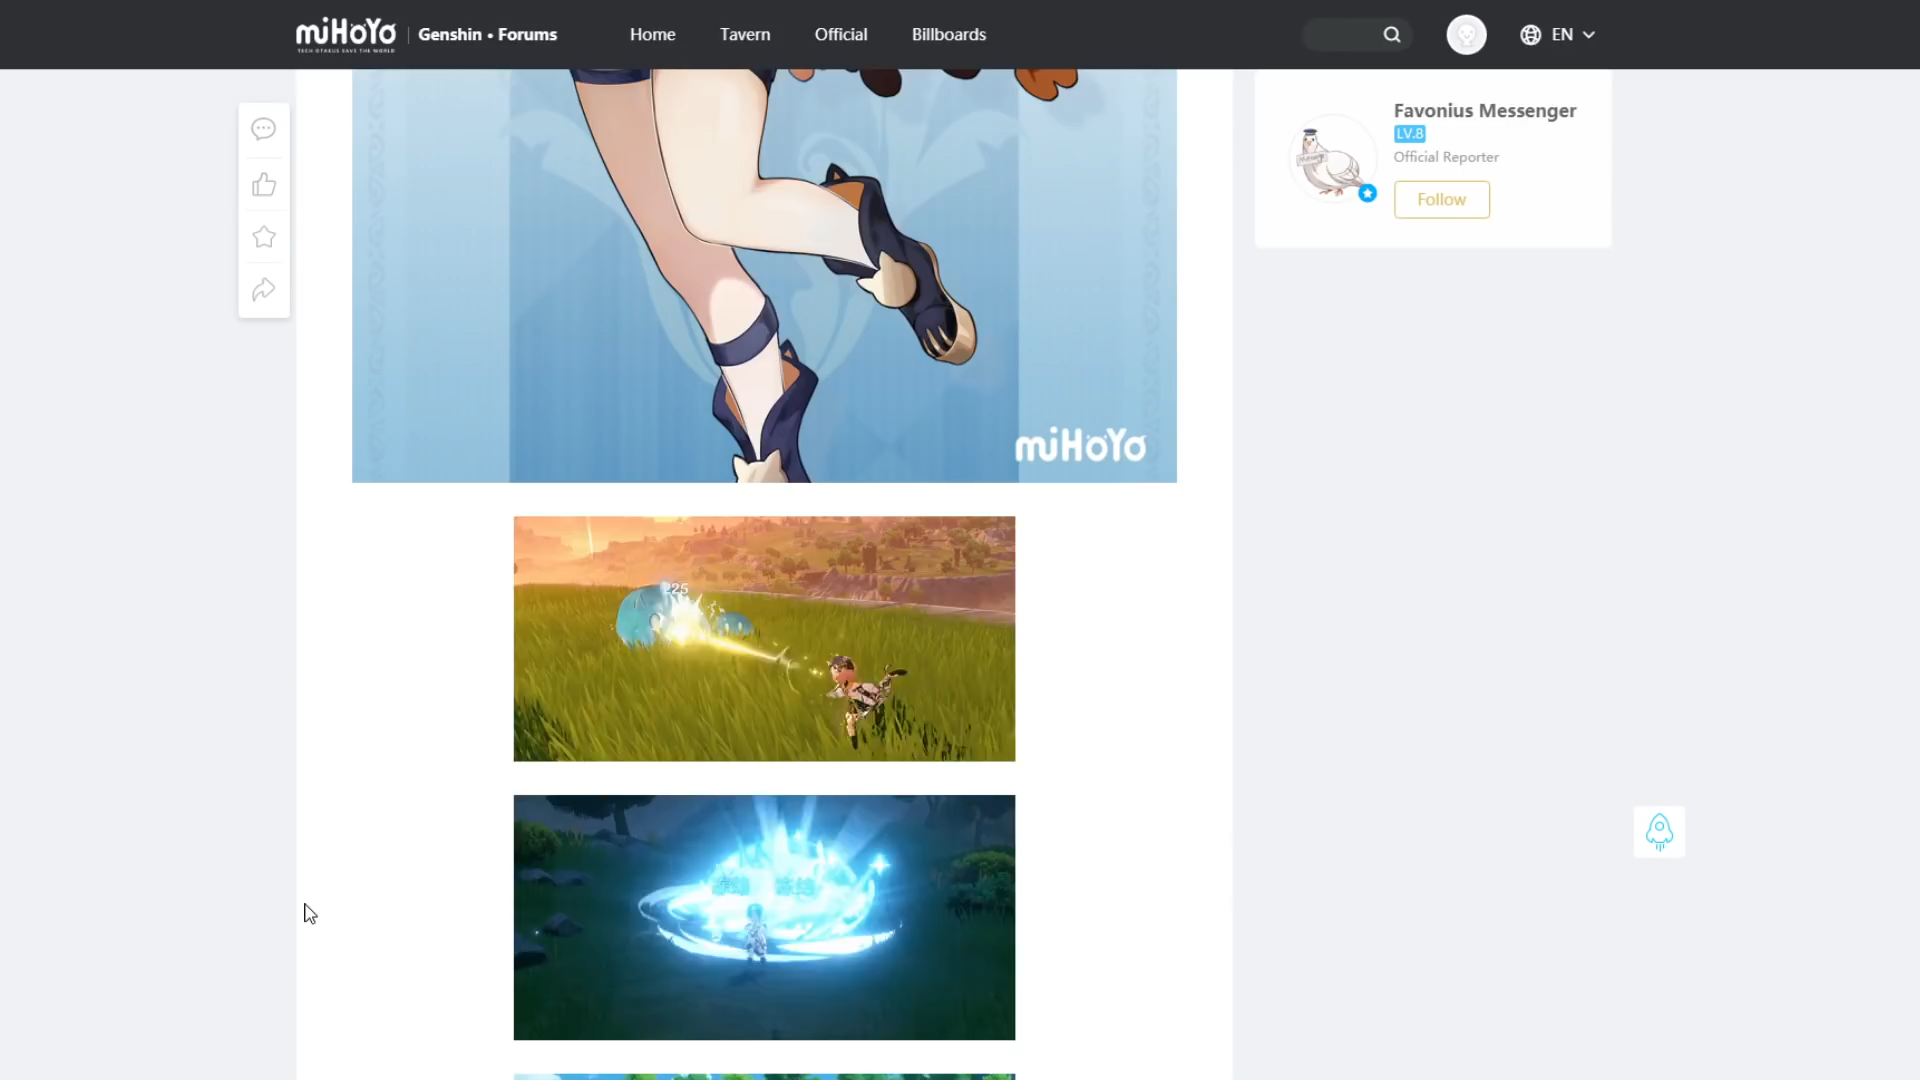 miHoYo
TECH OTAKUS SAVE THE WORLD
Genshin • Forums
Home
Tavern
Official
Billboards
EN
Favonius Messenger
LV.8
Official Reporter
Follow
miHoYo
225